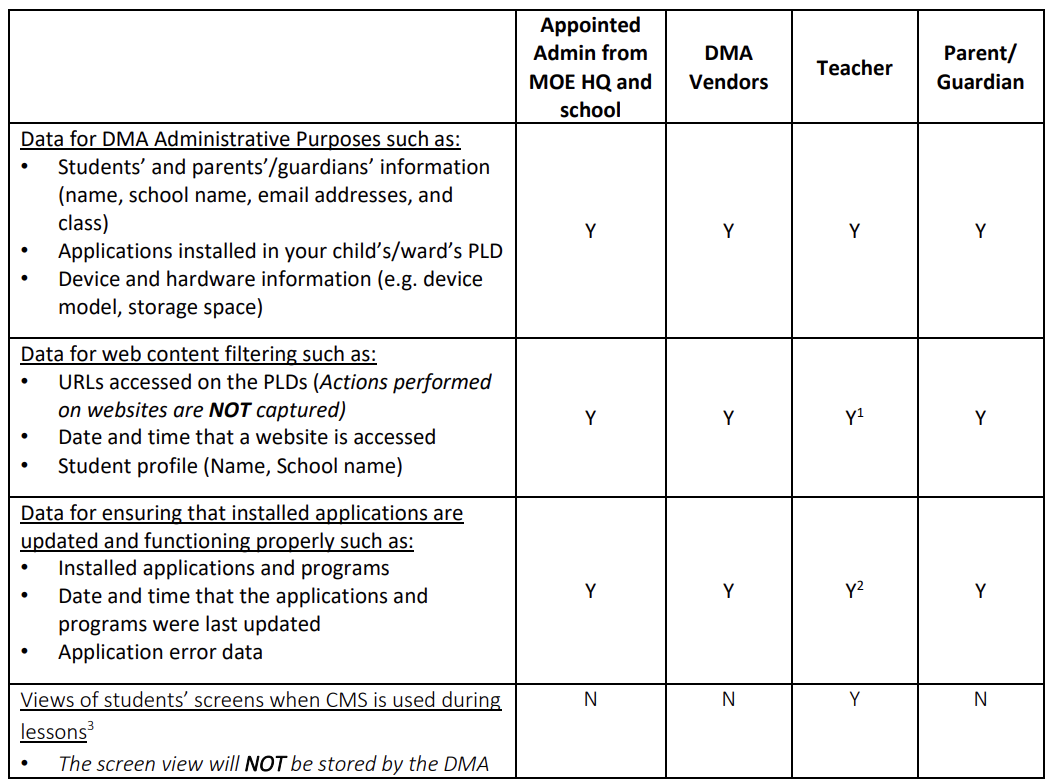 Appointed
Admin from
MOE HQ and
school
DMA
Vendors
Teacher
Parent/
Guardian
Data for DMA Administrative Purposes such as:
• Students’ and parents’/guardians’ information
(name, school name, email addresses, and
class)
• Applications installed in your child’s/ward’s PLD
• Device and hardware information (e.g. device
model, storage space)
Y
Y
Y
Y
Data for web content filtering such as:
• URLs accessed on the PLDs (Actions performed
on websites are NOT captured)
• Date and time that a website is accessed
• Student profile (Name, School name)
Y
Y
Y¹
Y
Data for ensuring that installed applications are
updated and functioning properly such as:
• Installed applications and programs
• Date and time that the applications and
programs were last updated
• Application error data
Y
Y
Y²
Y
Views of students’ screens when CMS is used during
lessons³
• The screen view will NOT be stored by the DMA
N
N
Y
N